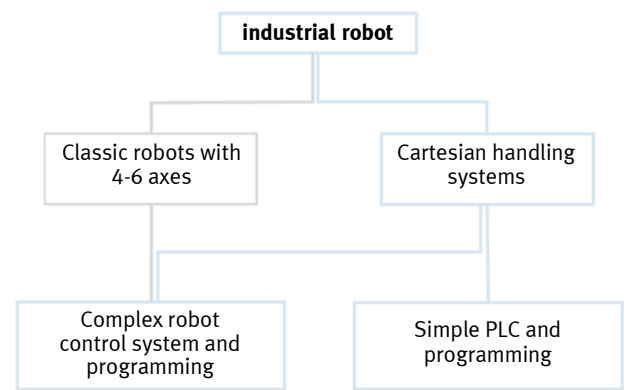 industrial robot
Classic robots with
4-6 axes
Cartesian handling
systems
Complex robot
control system and
programming
Simple PLC and
programming